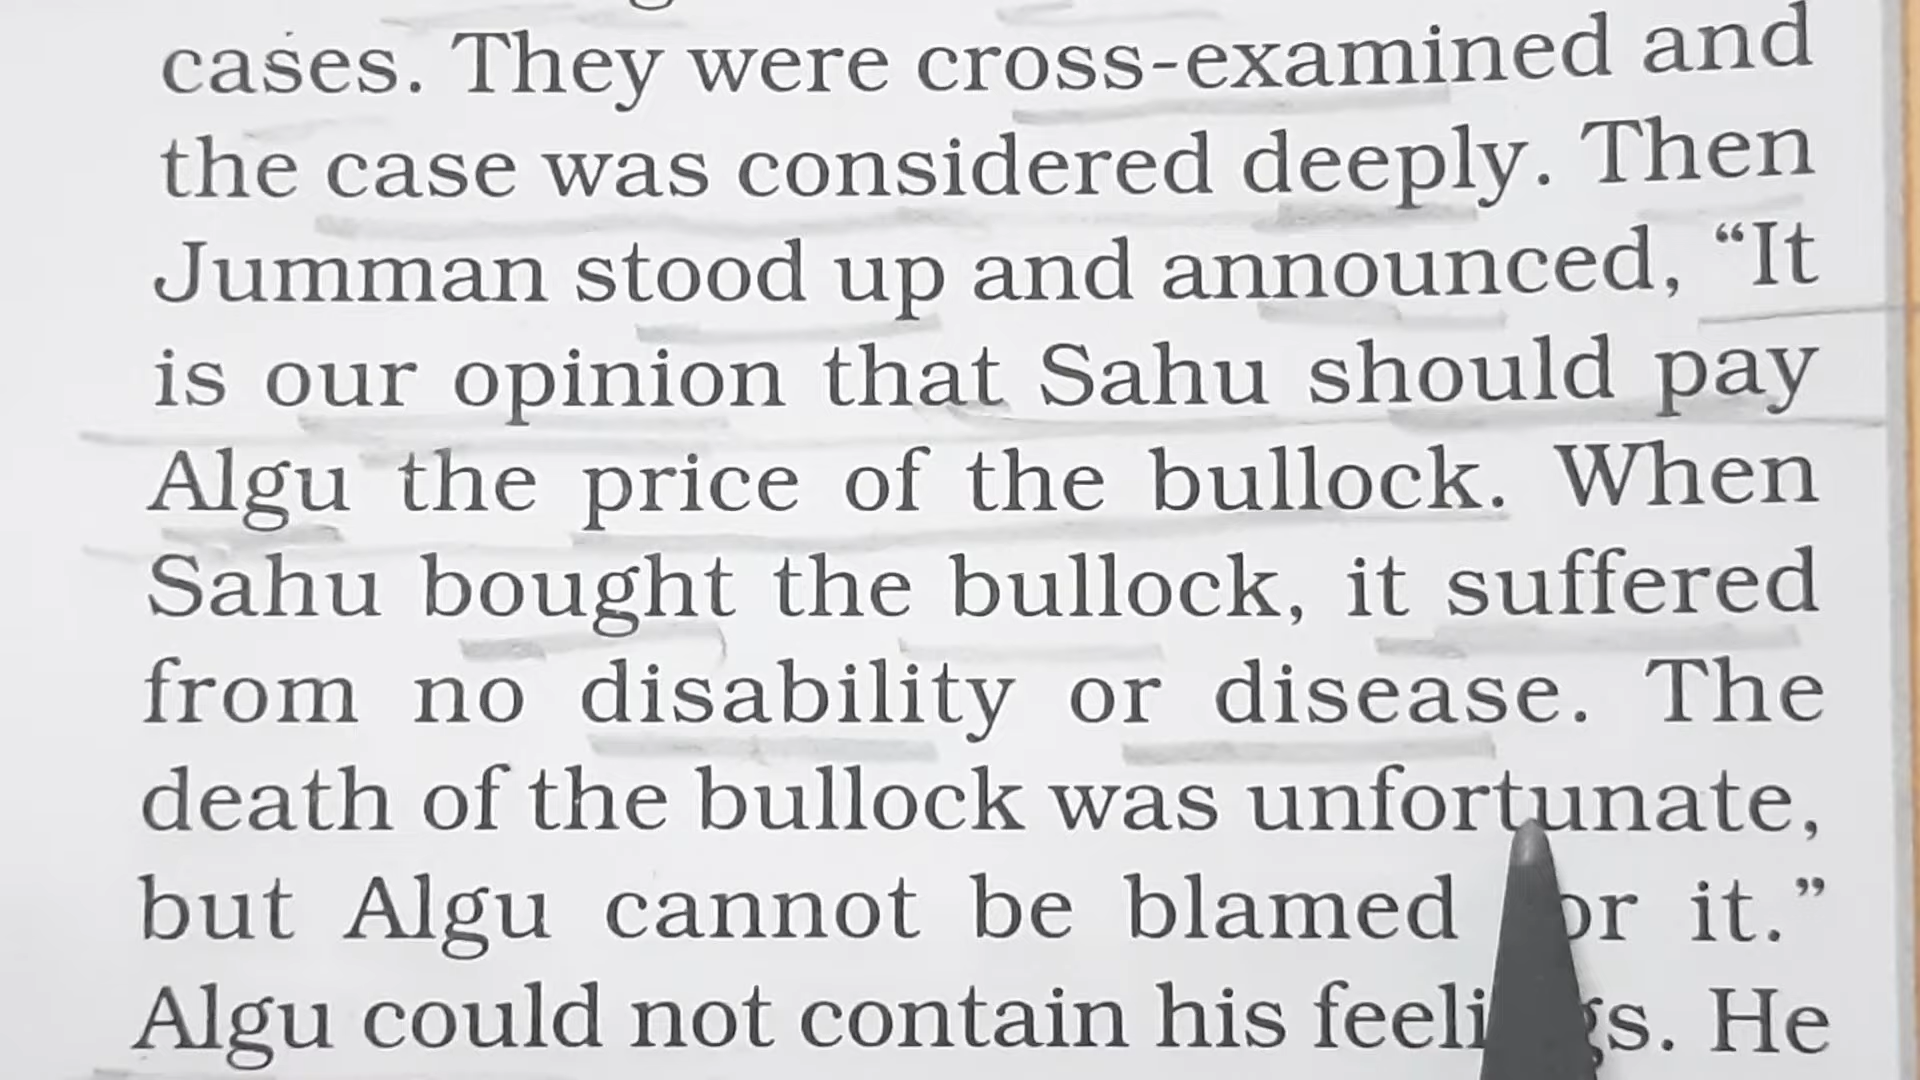 cases. They were cross-examined and
the case was considered deeply. Then
Jumman stood up and announced, “It
is our opinion that Sahu should pay
Algu the price of the bullock. When
Sahu bought the bullock, it suffered
from no disability or disease. The
death of the bullock was unfortunate,
but Algu cannot be blamed for it.”
Algu could not contain his feelings. He